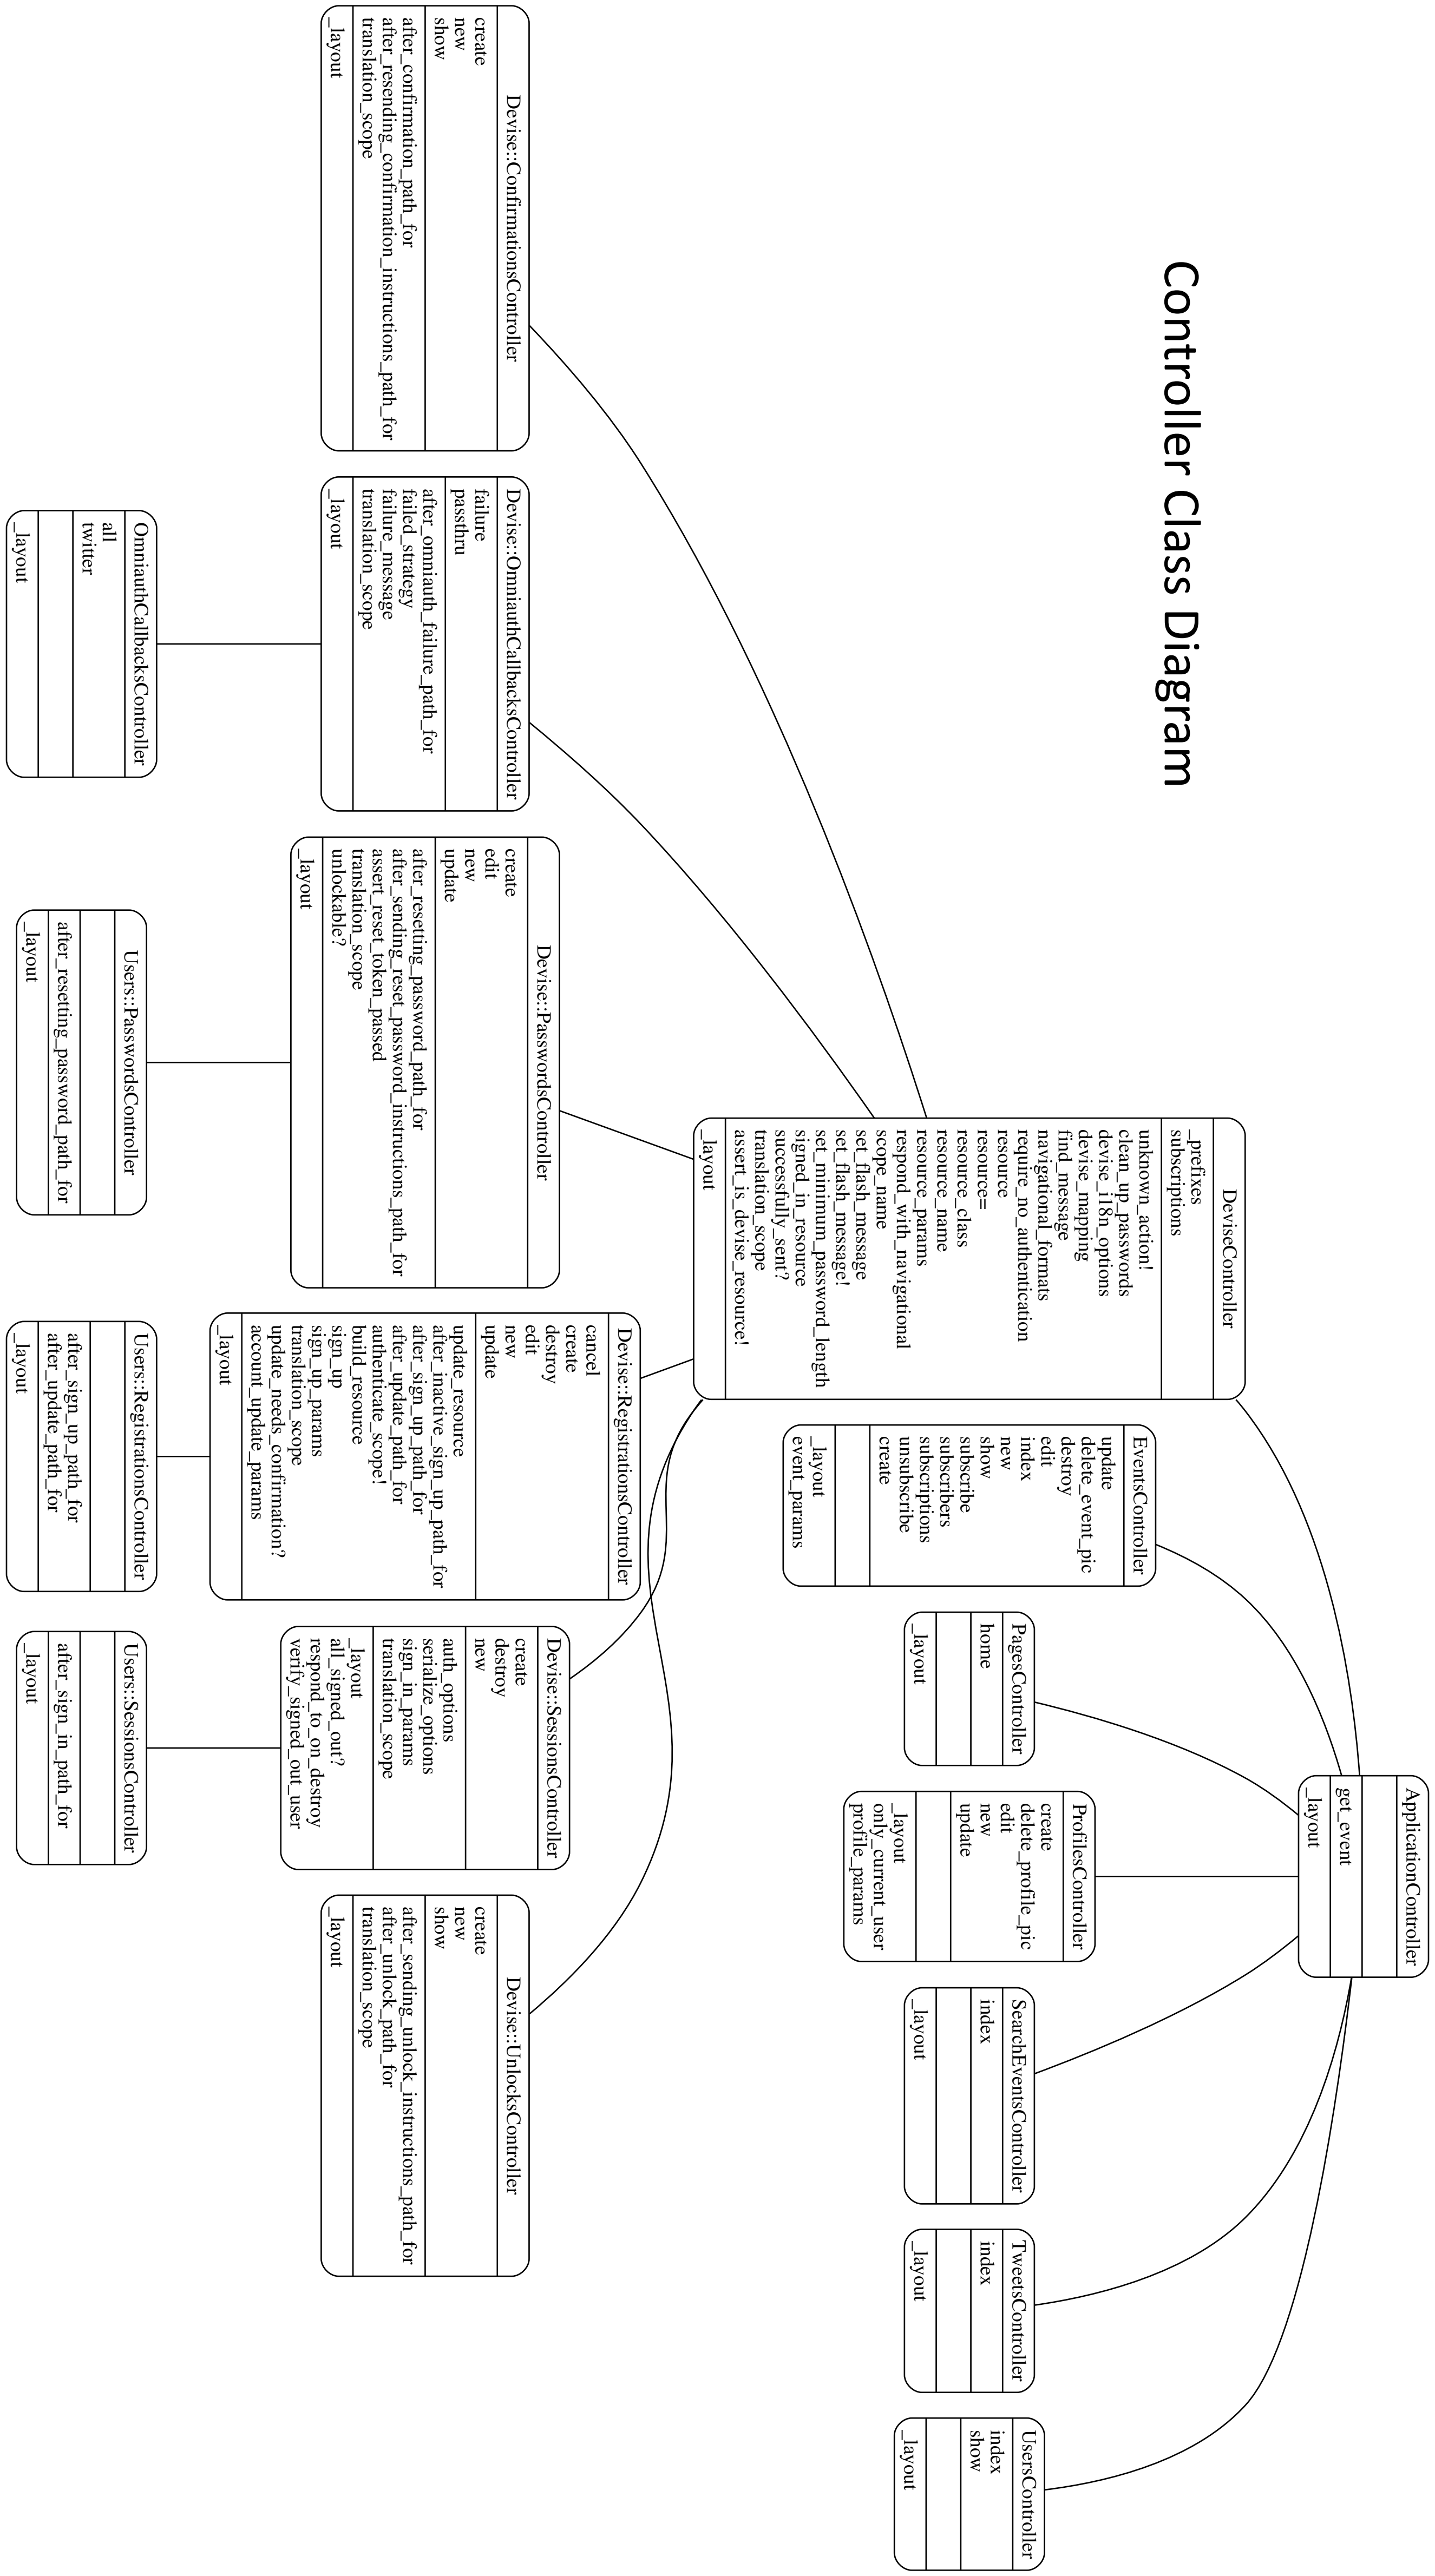 Controller Class Diagram
ApplicationController
get_event
_layout
DeviseController
_prefixes
subscriptions
unknown_action!
clean_up_passwords
devise_i18n_options
devise_mapping
find_message
navigational_formats
require_no_authentication
resource
resource=
resource_class
resource_name
resource_params
respond_with_navigational
scope_name
set_flash_message
set_flash_message!
set_minimum_password_length
signed_in_resource
successfully_sent?
translation_scope
assert_is_devise_resource!
_layout
EventsController
update
delete_event_pic
destroy
edit
index
new
show
subscribe
subscribers
subscriptions
unsubscribe
create
_layout
event_params
PagesController
home
_layout
ProfilesController
create
delete_profile_pic
edit
new
update
_layout
only_current_user
profile_params
SearchEventsController
index
_layout
TweetsController
index
_layout
UsersController
index
show
_layout
Devise::ConfirmationsController
create
new
show
after_confirmation_path_for
after_resending_confirmation_instructions_path_for
translation_scope
_layout
Devise::OmniauthCallbacksController
failure
passthru
after_omniauth_failure_path_for
failed_strategy
failure_message
translation_scope
_layout
Devise::PasswordsController
create
edit
new
update
after_resetting_password_path_for
after_sending_reset_password_instructions_path_for
assert_reset_token_passed
translation_scope
unlockable?
_layout
Devise::RegistrationsController
cancel
create
destroy
edit
new
update
update_resource
after_inactive_sign_up_path_for
after_sign_up_path_for
after_update_path_for
authenticate_scope!
build_resource
sign_up
sign_up_params
translation_scope
update_needs_confirmation?
account_update_params
_layout
Devise::SessionsController
create
destroy
new
auth_options
serialize_options
sign_in_params
translation_scope
_layout
all_signed_out?
respond_to_on_destroy
verify_signed_out_user
Devise::UnlocksController
create
new
show
after_sending_unlock_instructions_path_for
after_unlock_path_for
translation_scope
_layout
OmniauthCallbacksController
all
twitter
_layout
Users::PasswordsController
after_resetting_password_path_for
_layout
Users::RegistrationsController
after_sign_up_path_for
after_update_path_for
_layout
Users::SessionsController
after_sign_in_path_for
_layout